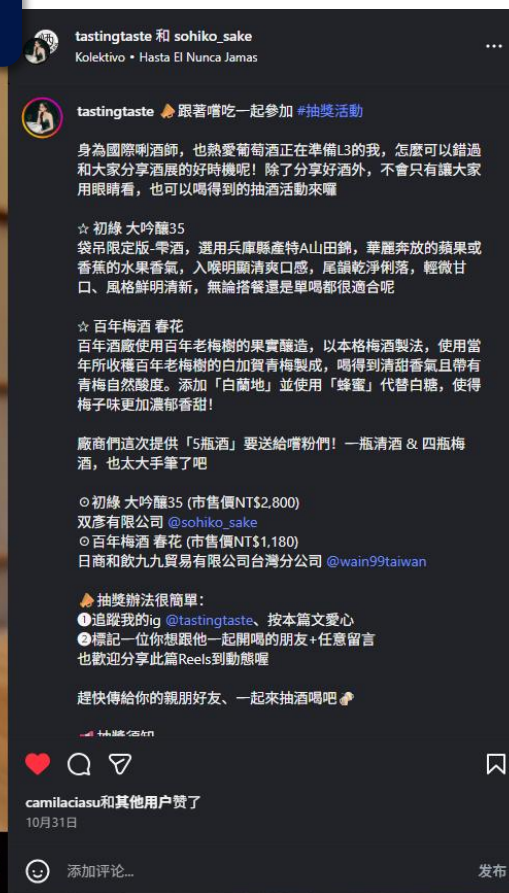 tastingtaste 和 sohiko_sake
Kolektivo • Hasta El Nunca Jamas
tastingtaste 📣跟著嚐吃一起參加 #抽獎活動
身為國際唎酒師，也熱愛葡萄酒正在準備L3的我，怎麼可以錯過
和大家分享酒展的好時機呢！除了分享好酒外，不會只有讓大家
用眼睛看，也可以喝得到的抽酒活動來囉
☆ 初綠 大吟釀35
袋吊限定版-雫酒，選用兵庫縣產特A山田錦，華麗奔放的蘋果或
香蕉的水果香氣，入喉明顯清爽口感，尾韻乾淨俐落，輕微甘
口、風格鮮明清新，無論搭餐還是單喝都很適合呢
☆ 百年梅酒 春花
百年酒廠使用百年老梅樹的果實釀造，以本格梅酒製法，使用當
年所收穫百年老梅樹的白加賀青梅製成，喝得到清甜香氣且帶有
青梅自然酸度。添加「白蘭地」並使用「蜂蜜」代替白糖，使得
梅子味更加濃郁香甜！
廠商們這次提供「5瓶酒」要送給嚐粉們！一瓶清酒 & 四瓶梅
酒，也太大手筆了吧
⊙初綠 大吟釀35 (市售價NT$2,800)
双彥有限公司 @sohiko_sake
⊙百年梅酒 春花 (市售價NT$1,180)
日商和飲九九貿易有限公司台灣分公司 @wain99taiwan
📣抽獎辦法很簡單：
❶追蹤我的ig @tastingtaste、按本篇文愛心
❷標記一位你想跟他一起開喝的朋友+任意留言
也歡迎分享此篇Reels到動態喔
趕快傳給你的親朋好友、一起來抽酒喝吧🥠
camilaciasu和其他用户赞了
10月31日
添加评论...
发布